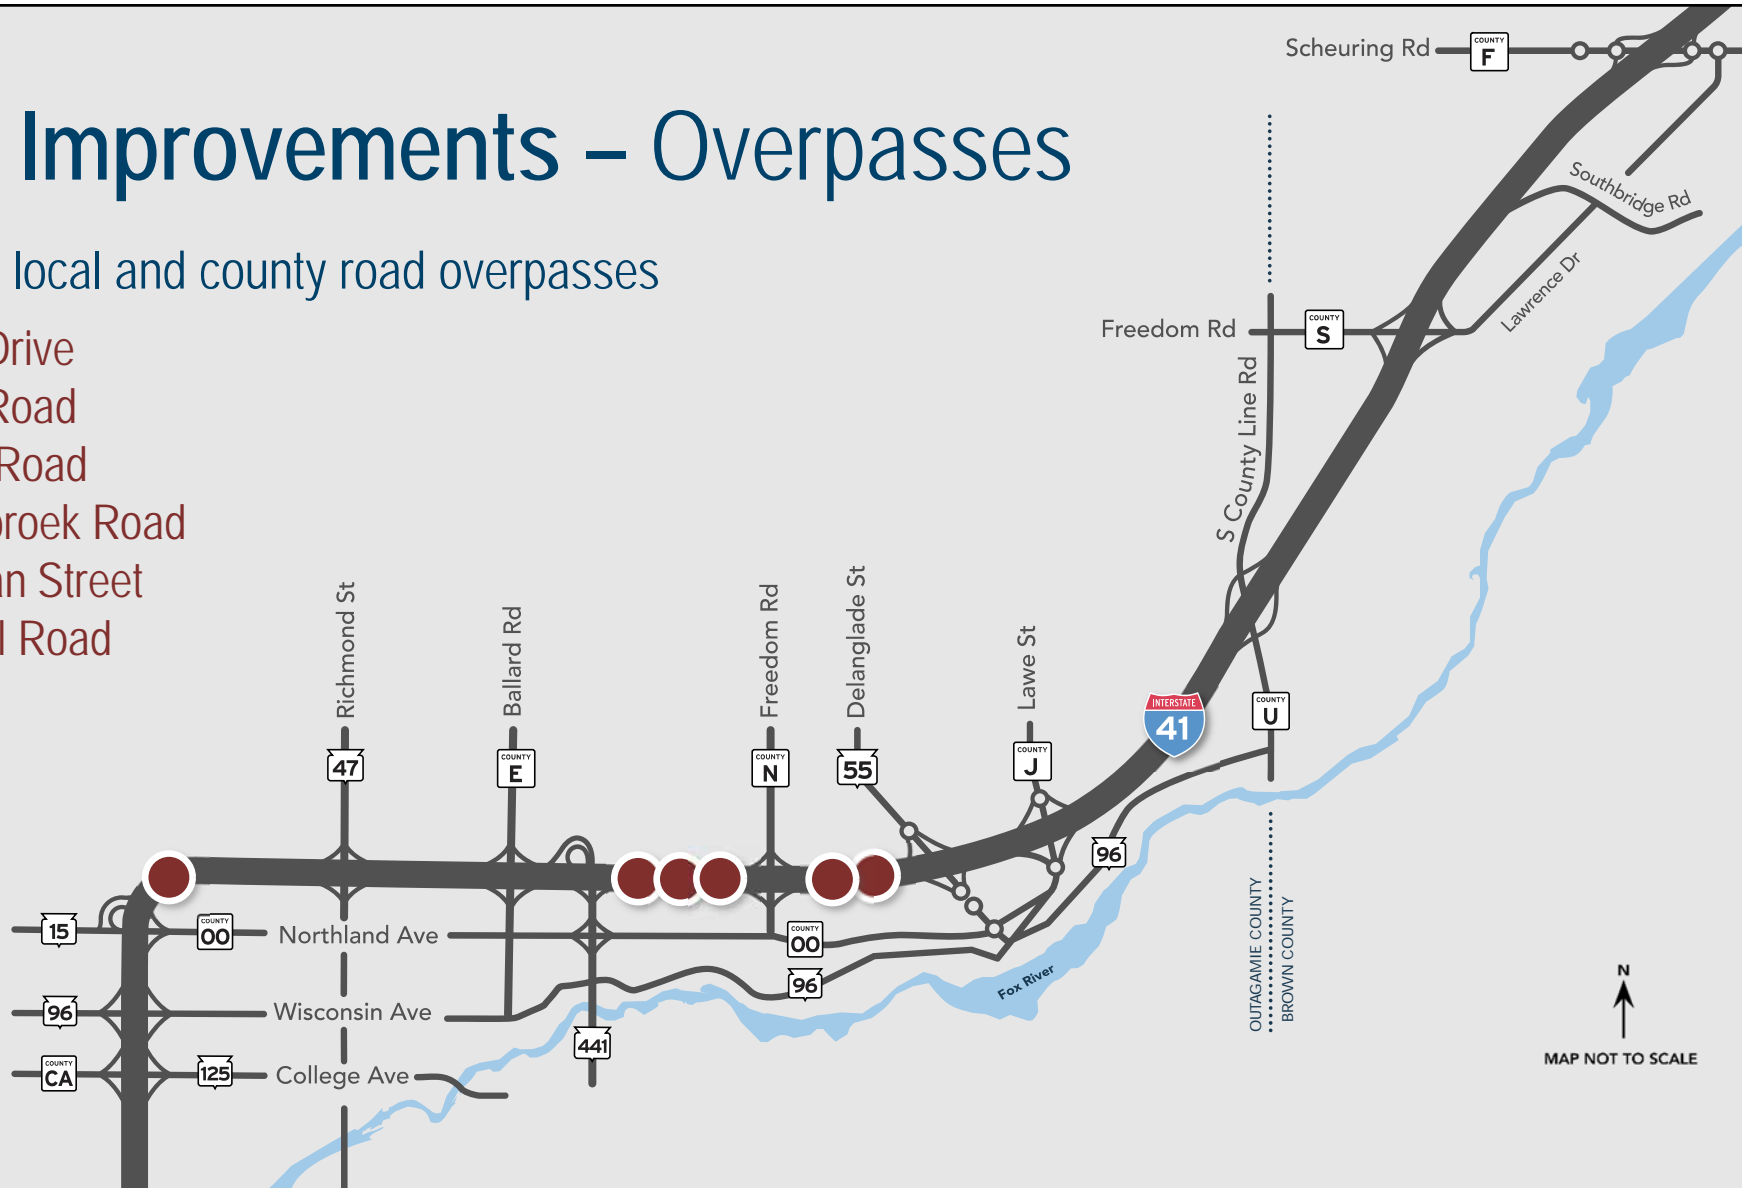 Improvements – Overpasses
local and county road overpasses
Drive
Road
Road
broek Road
an Street
l Road
Scheuring Rd
COUNTY
F
Southbridge Rd
Lawrence Dr
Freedom Rd
COUNTY
S
S County Line Rd
Richmond St
Ballard Rd
Freedom Rd
Delanglade St
Lawe St
INTERSTATE
41
COUNTY
U
47
COUNTY
E
COUNTY
N
55
COUNTY
J
96
15
COUNTY
OO
Northland Ave
COUNTY
OO
96
Wisconsin Ave
96
Fox River
441
COUNTY
CA
125
College Ave
OUTAGAMIE COUNTY
BROWN COUNTY
N
MAP NOT TO SCALE